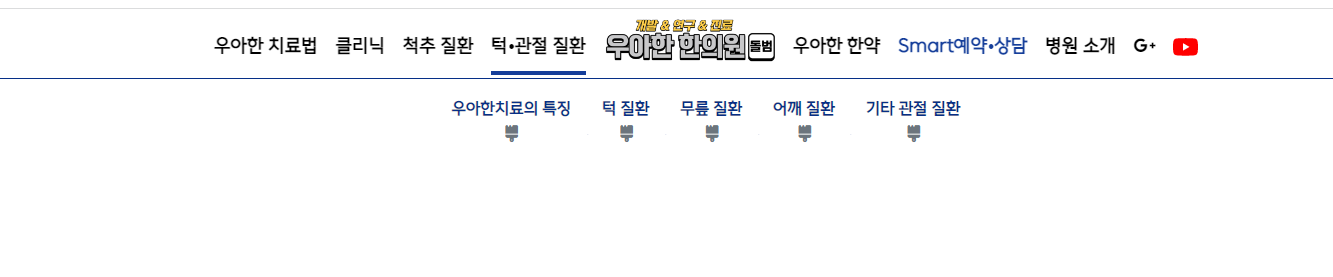 개발 & 연구 & 진료
우아한 치료법 클리닉 척추 질환 턱•관절 질환 우아한 한의원 돌범 우아한 한약 Smart예약•상담 병원 소개 G+
우아한치료의 특징 턱 질환 무릎 질환 어깨 질환 기타 관절 질환